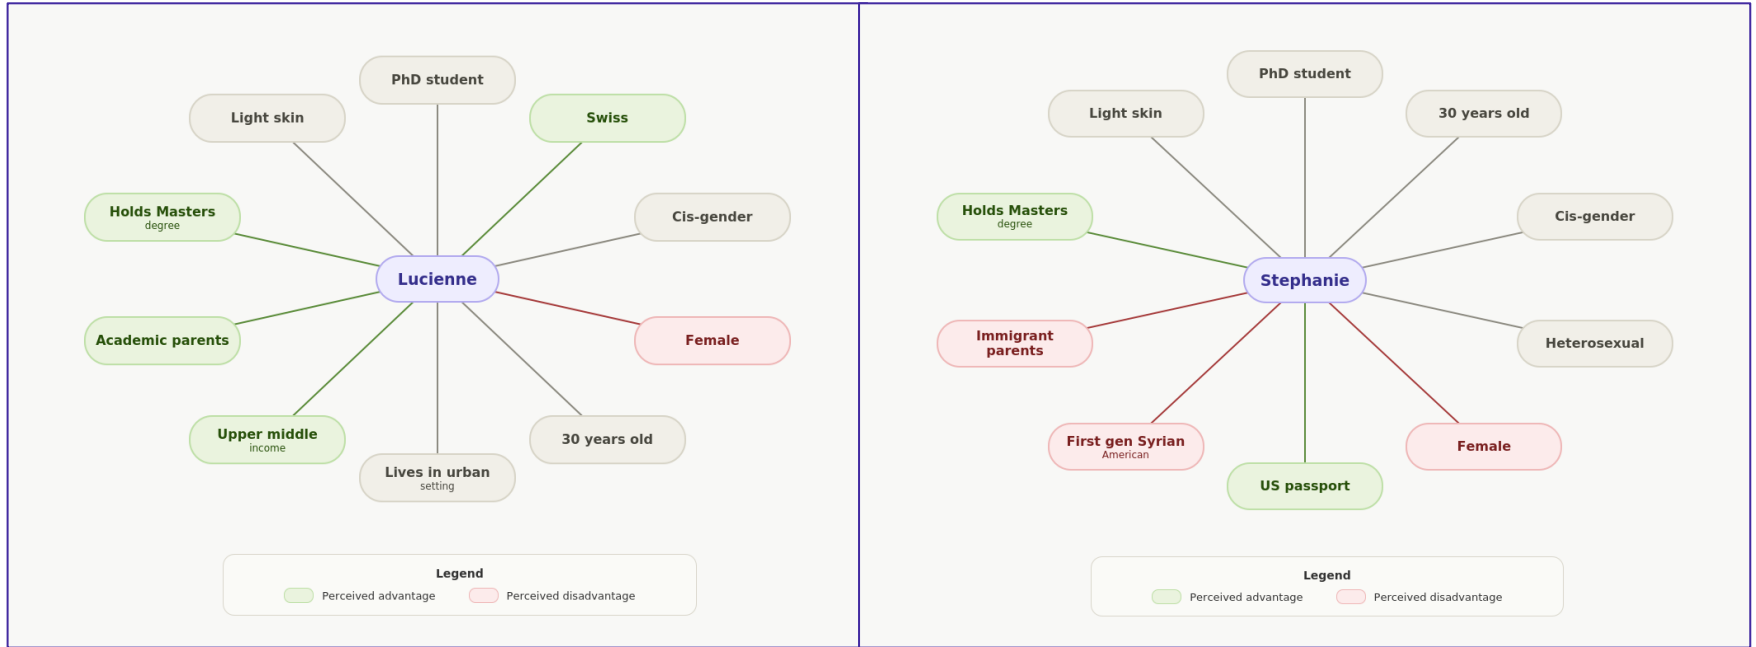 PhD student
Light skin
Swiss
Holds Masters
degree
Cis-gender
Lucienne
Academic parents
Female
Upper middle
income
30 years old
Lives in urban
setting
Legend
Perceived advantage
Perceived disadvantage
PhD student
Light skin
30 years old
Holds Masters
degree
Cis-gender
Stephanie
Immigrant
parents
Heterosexual
First gen Syrian
American
Female
US passport
Legend
Perceived advantage
Perceived disadvantage